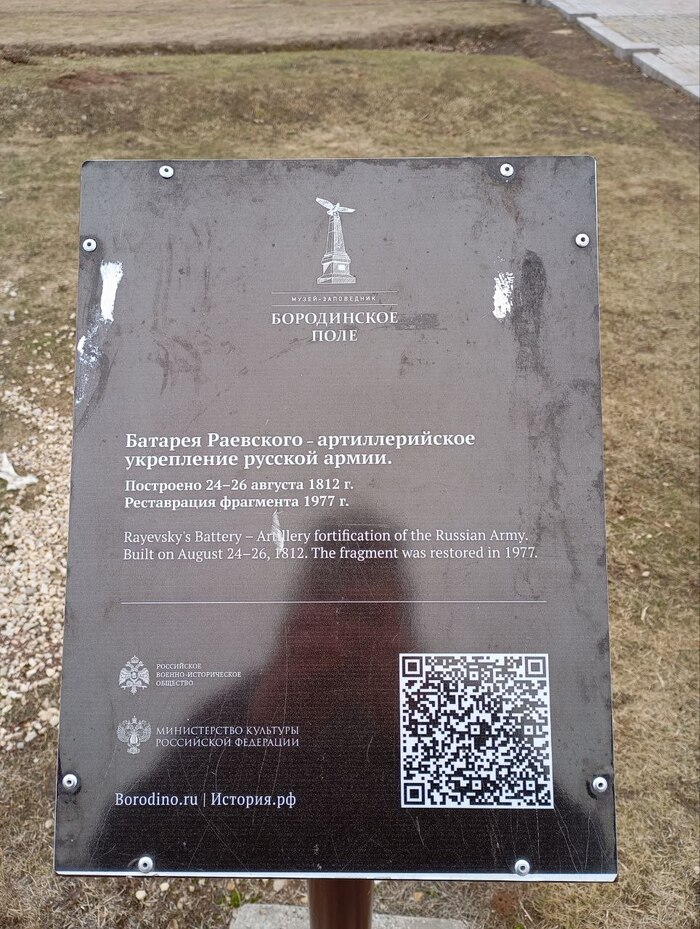 МУЗЕЙ-ЗАПОВЕДНИК
БОРОДИНСКОЕ
ПОЛЕ
Батарея Раевского – артиллерийское
укрепление русской армии.
Построено 24–26 августа 1812 г.
Реставрация фрагмента 1977 г.
Rayevsky's Battery – Artillery fortification of the Russian Army.
Built on August 24–26, 1812. The fragment was restored in 1977.
РОССИЙСКОЕ
ВОЕННО-ИСТОРИЧЕСКОЕ
ОБЩЕСТВО
МИНИСТЕРСТВО КУЛЬТУРЫ
РОССИЙСКОЙ ФЕДЕРАЦИИ
Borodino.ru | История.рф